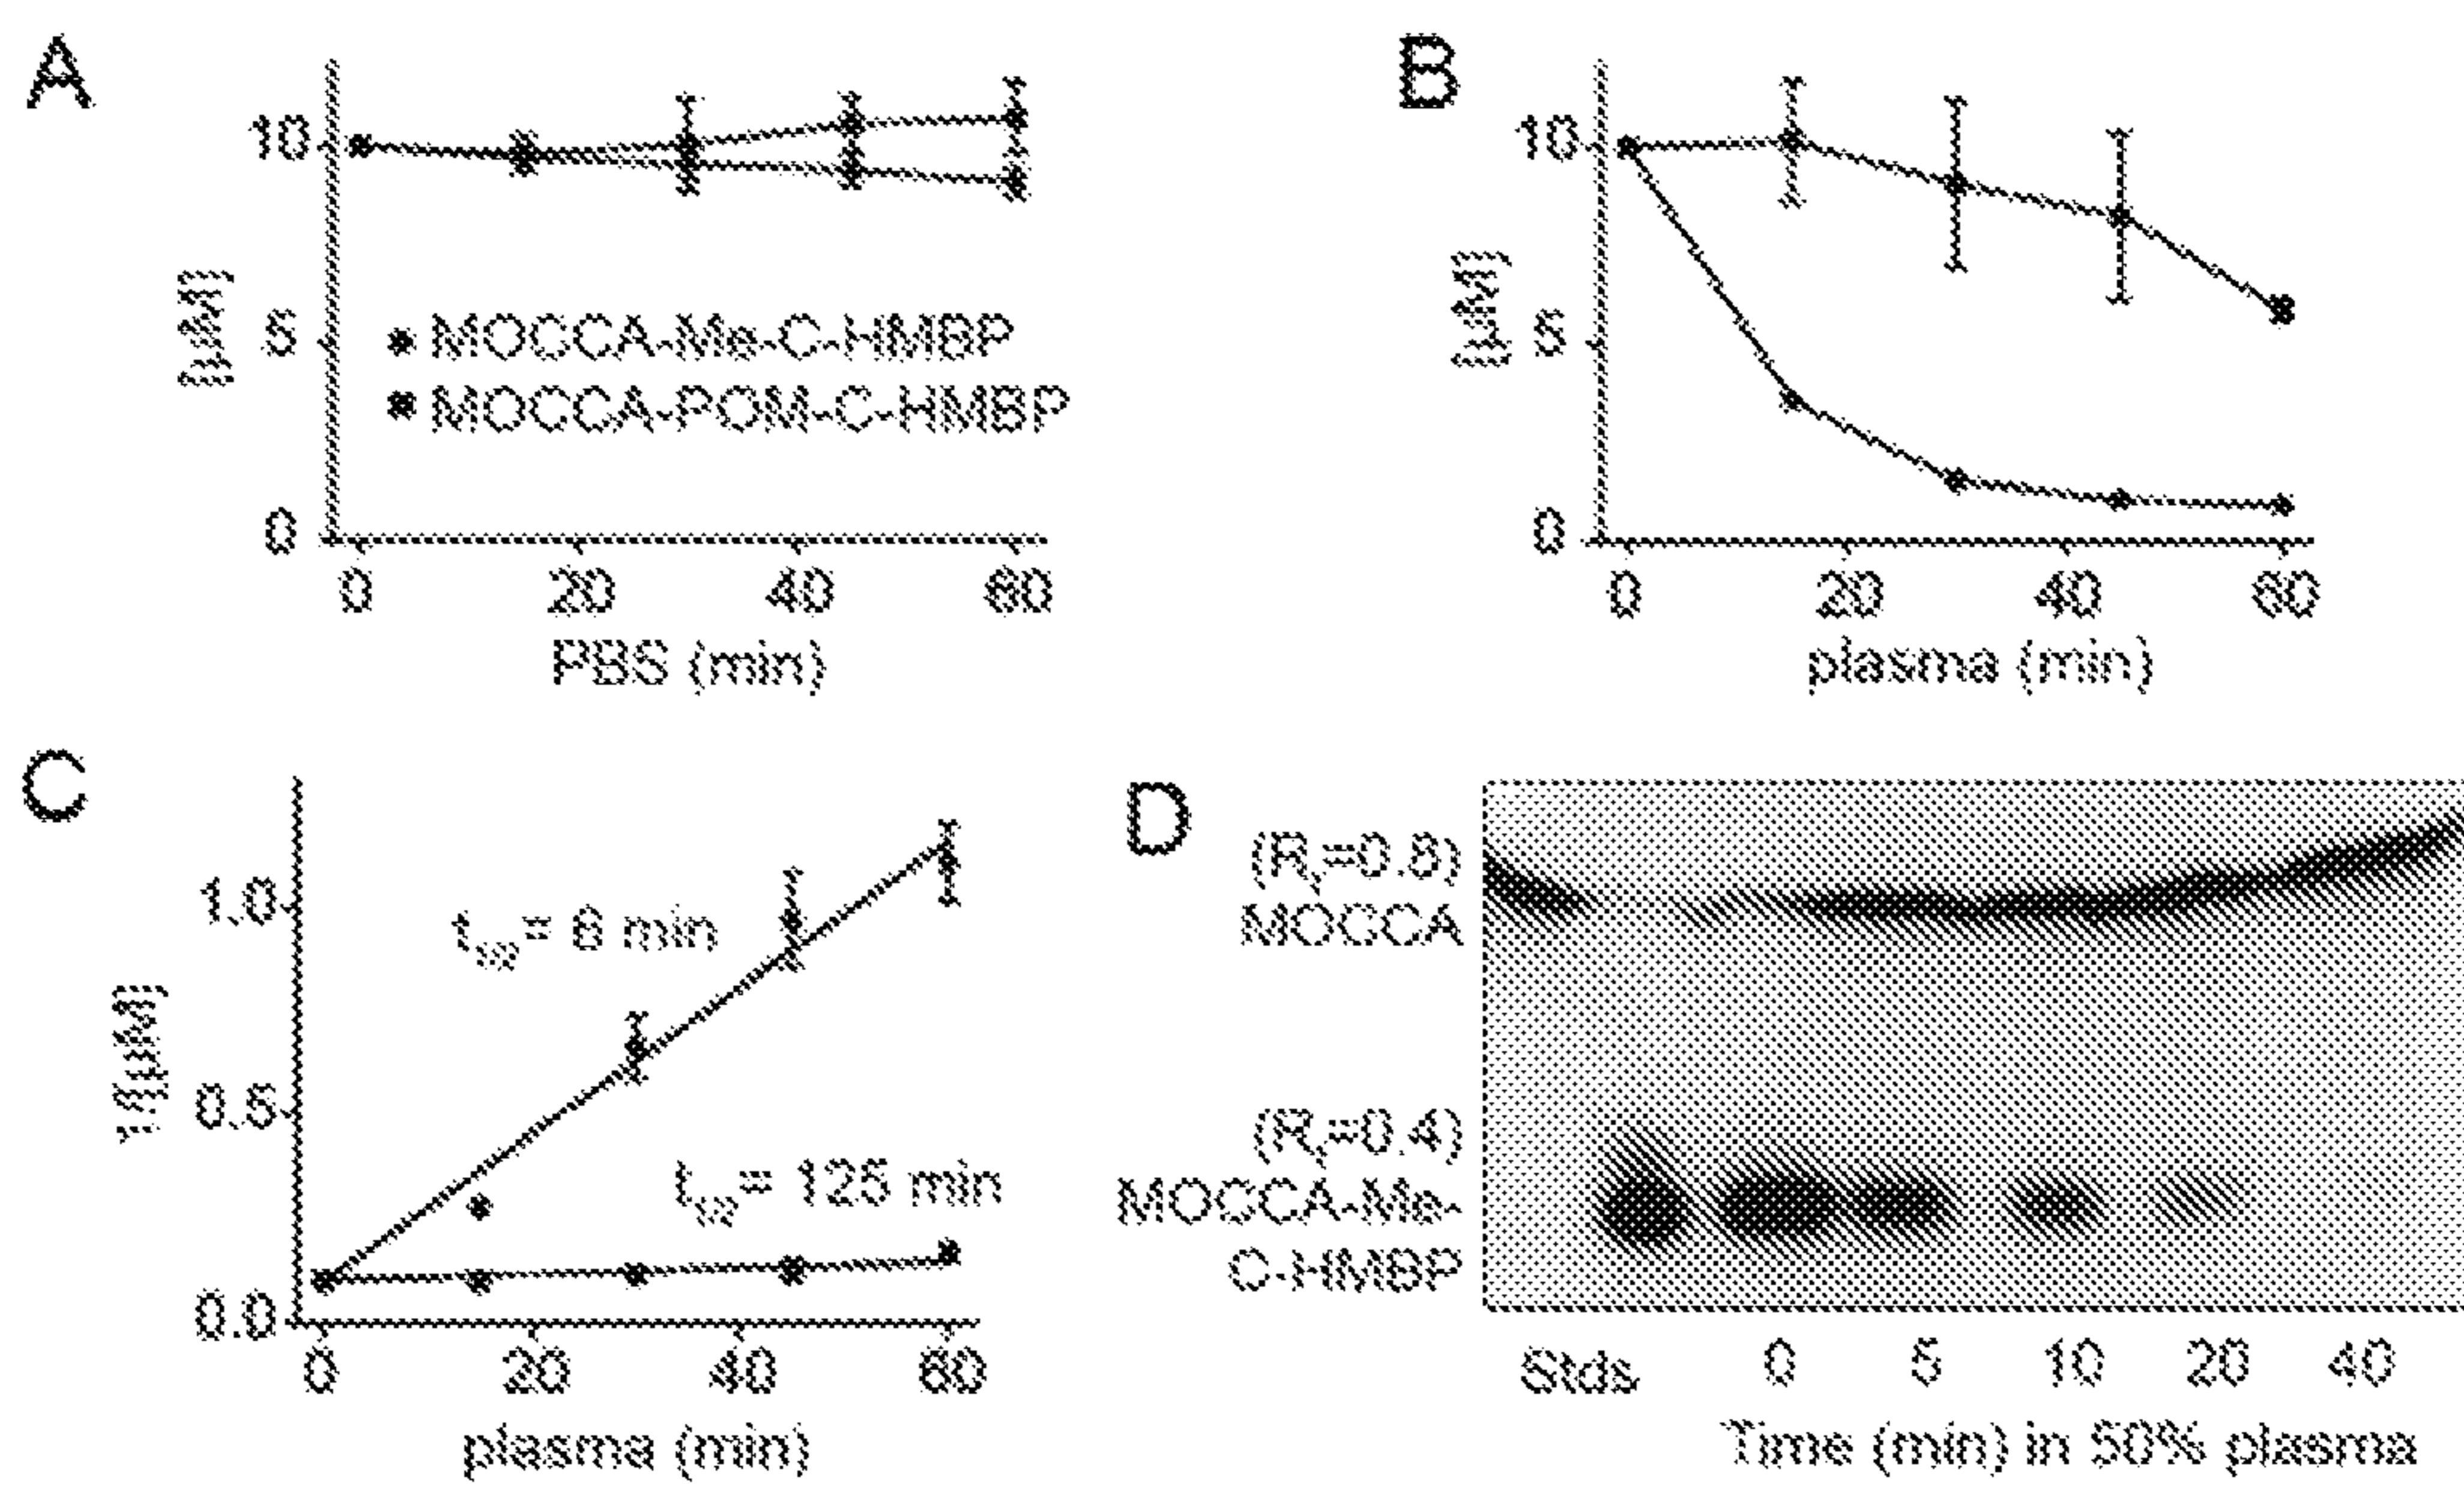 A
10
[µM]
5
0
MOCCA-Me-C-HMBP
MOCCA-POM-C-HMBP
0 20 40 60
PBS (min)
B
10
[µM]
5
0
0 20 40 60
plasma (min)
C
1.0
1/[µM]
0.5
0.0
t1/2= 6 min
t1/2= 125 min
0 20 40 60
plasma (min)
D
(Rf=0.8)
MOCCA
(Rf=0.4)
MOCCA-Me-
C-HMBP
Stds 0 5 10 20 40
Time (min) in 50% plasma